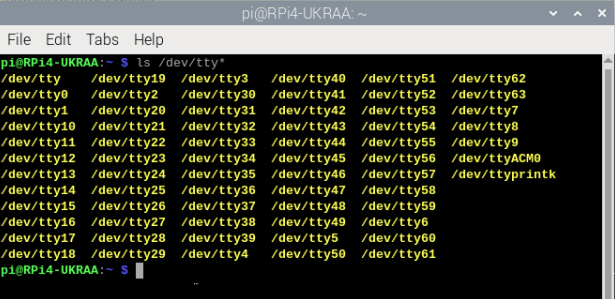 pi@RPi4-UKRAA: ~
File Edit Tabs Help
pi@RPi4-UKRAA:~ $ ls /dev/tty*
/dev/tty /dev/tty19 /dev/tty3 /dev/tty40 /dev/tty51 /dev/tty62
/dev/tty0 /dev/tty2 /dev/tty30 /dev/tty41 /dev/tty52 /dev/tty63
/dev/tty1 /dev/tty20 /dev/tty31 /dev/tty42 /dev/tty53 /dev/tty7
/dev/tty10 /dev/tty21 /dev/tty32 /dev/tty43 /dev/tty54 /dev/tty8
/dev/tty11 /dev/tty22 /dev/tty33 /dev/tty44 /dev/tty55 /dev/tty9
/dev/tty12 /dev/tty23 /dev/tty34 /dev/tty45 /dev/tty56 /dev/ttyACM0
/dev/tty13 /dev/tty24 /dev/tty35 /dev/tty46 /dev/tty57 /dev/ttyprintk
/dev/tty14 /dev/tty25 /dev/tty36 /dev/tty47 /dev/tty58
/dev/tty15 /dev/tty26 /dev/tty37 /dev/tty48 /dev/tty59
/dev/tty16 /dev/tty27 /dev/tty38 /dev/tty49 /dev/tty6
/dev/tty17 /dev/tty28 /dev/tty39 /dev/tty5 /dev/tty60
/dev/tty18 /dev/tty29 /dev/tty4 /dev/tty50 /dev/tty61
pi@RPi4-UKRAA:~ $